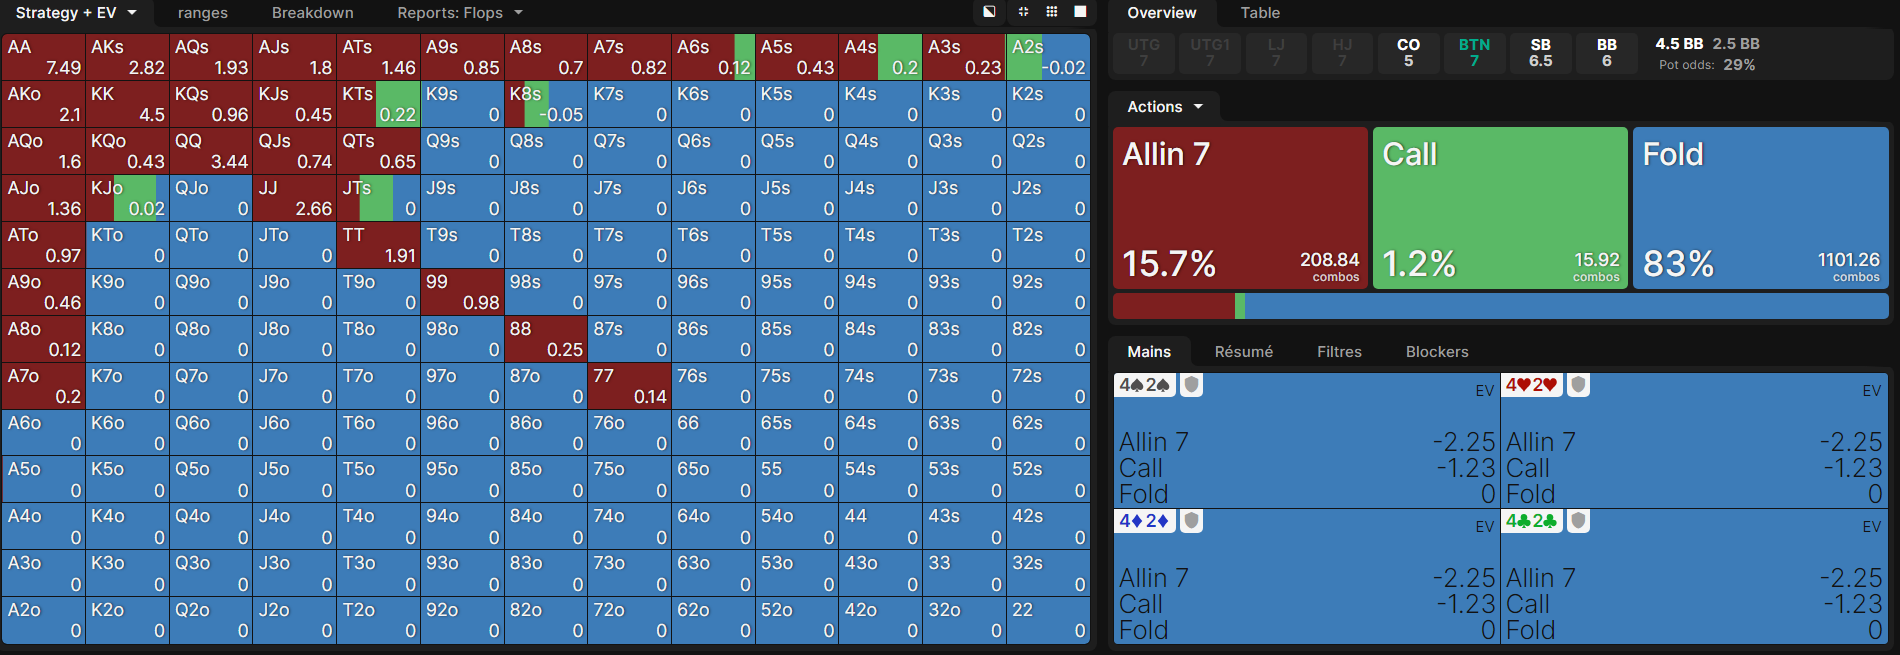 Strategy + EV ranges Breakdown Reports: Flops
AA AKs AQs AJs ATs A9s A8s A7s A6s A5s A4s A3s A2s
7.49 2.82 1.93 1.8 1.46 0.85 0.7 0.82 0.12 0.43 0.2 0.23 -0.02
AKo KK KQs KJs KTs K9s K8s K7s K6s K5s K4s K3s K2s
2.1 4.5 0.96 0.45 0.22 0 -0.05 0 0 0 0 0 0
AQo KQo QQ QJs QTs Q9s Q8s Q7s Q6s Q5s Q4s Q3s Q2s
1.6 0.43 3.44 0.74 0.65 0 0 0 0 0 0 0 0
AJo KJo QJo JJ JTs J9s J8s J7s J6s J5s J4s J3s J2s
1.36 0.02 0 2.66 0 0 0 0 0 0 0 0 0
ATo KTo QTo JTo TT T9s T8s T7s T6s T5s T4s T3s T2s
0.97 0 0 0 1.91 0 0 0 0 0 0 0 0
A9o K9o Q9o J9o T9o 99 98s 97s 96s 95s 94s 93s 92s
0.46 0 0 0 0 0.98 0 0 0 0 0 0 0
A8o K8o Q8o J8o T8o 98o 88 87s 86s 85s 84s 83s 82s
0.12 0 0 0 0 0 0.25 0 0 0 0 0 0
A7o K7o Q7o J7o T7o 97o 87o 77 76s 75s 74s 73s 72s
0.2 0 0 0 0 0 0 0.14 0 0 0 0 0
A6o K6o Q6o J6o T6o 96o 86o 76o 66 65s 64s 63s 62s
0 0 0 0 0 0 0 0 0 0 0 0 0
A5o K5o Q5o J5o T5o 95o 85o 75o 65o 55 54s 53s 52s
0 0 0 0 0 0 0 0 0 0 0 0 0
A4o K4o Q4o J4o T4o 94o 84o 74o 64o 54o 44 43s 42s
0 0 0 0 0 0 0 0 0 0 0 0 0
A3o K3o Q3o J3o T3o 93o 83o 73o 63o 53o 43o 33 32s
0 0 0 0 0 0 0 0 0 0 0 0 0
A2o K2o Q2o J2o T2o 92o 82o 72o 62o 52o 42o 32o 22
0 0 0 0 0 0 0 0 0 0 0 0 0
Overview Table
UTG UTG1 LJ HJ CO BTN SB BB 4.5 BB 2.5 BB
7 7 7 7 5 7 6.5 6 Pot odds: 29%
Actions
Allin 7 Call Fold
15.7% 208.84 1.2% 15.92 83% 1101.26
combos combos combos
Mains Résumé Filtres Blockers
4♠2♠ EV 4♥2♥ EV
Allin 7 -2.25 Allin 7 -2.25
Call -1.23 Call -1.23
Fold 0 Fold 0
4♦2♦ EV 4♣2♣ EV
Allin 7 -2.25 Allin 7 -2.25
Call -1.23 Call -1.23
Fold 0 Fold 0